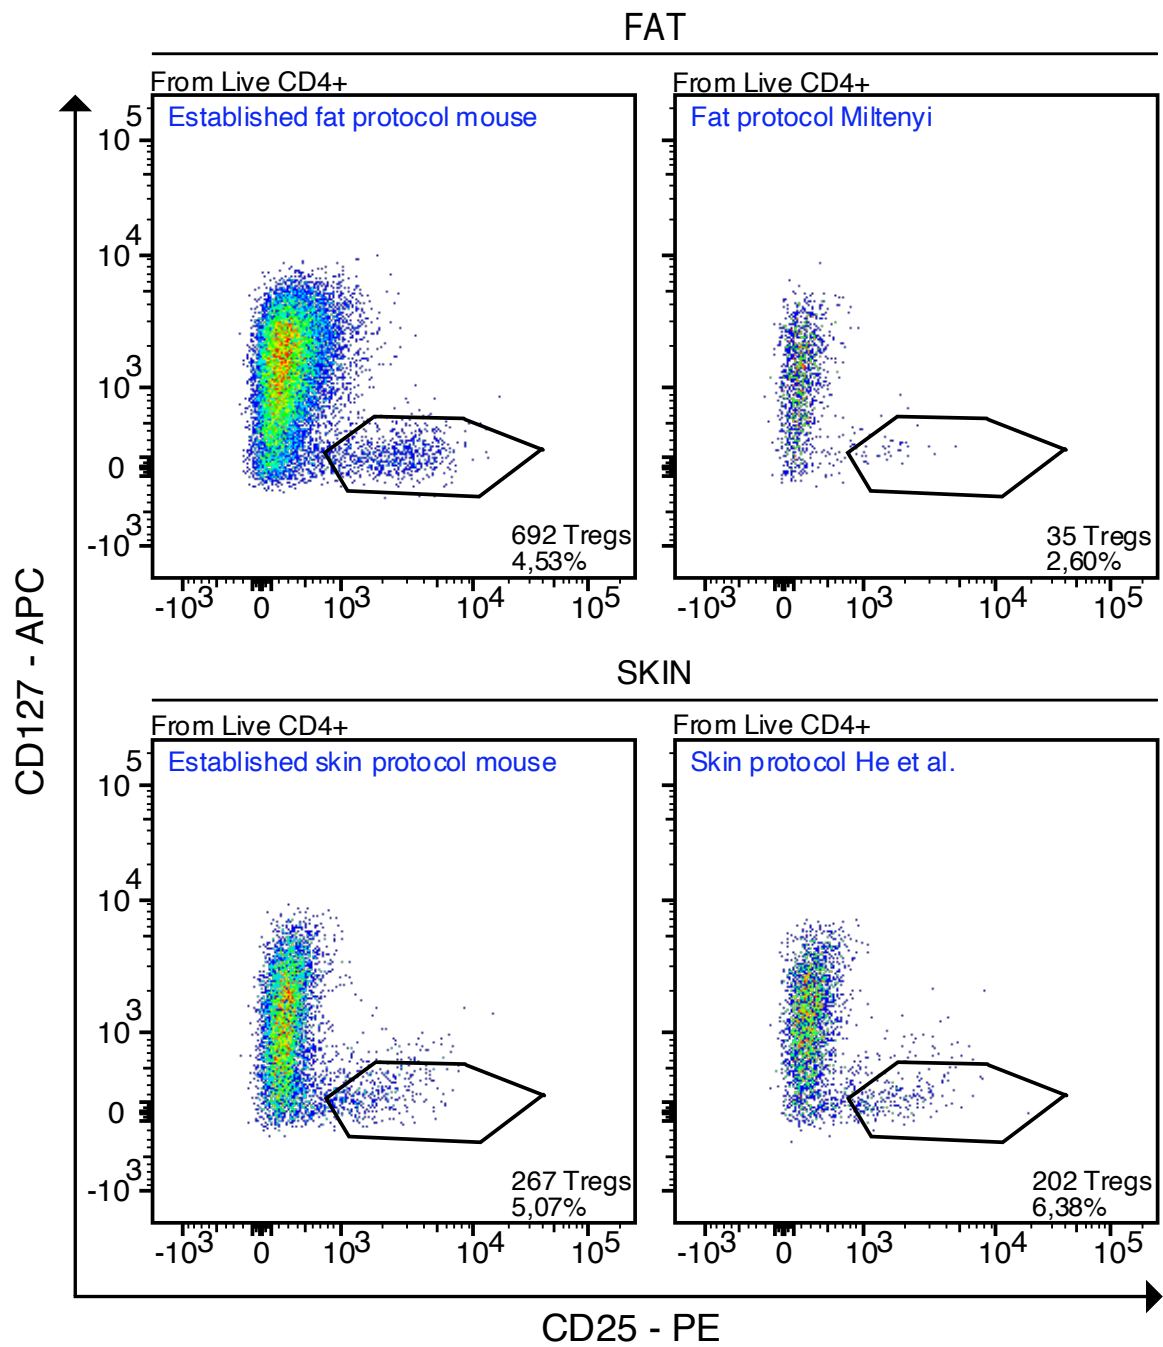 FAT
From Live CD4+
Established fat protocol mouse
10^5
10^4
10^3
0
-10^3
692 Tregs
4,53%
-10^3 0 10^3 10^4 10^5
From Live CD4+
Fat protocol Miltenyi
35 Tregs
2,60%
-10^3 0 10^3 10^4 10^5
SKIN
From Live CD4+
Established skin protocol mouse
10^5
10^4
10^3
0
-10^3
267 Tregs
5,07%
-10^3 0 10^3 10^4 10^5
From Live CD4+
Skin protocol He et al.
202 Tregs
6,38%
-10^3 0 10^3 10^4 10^5
CD127 - APC
CD25 - PE